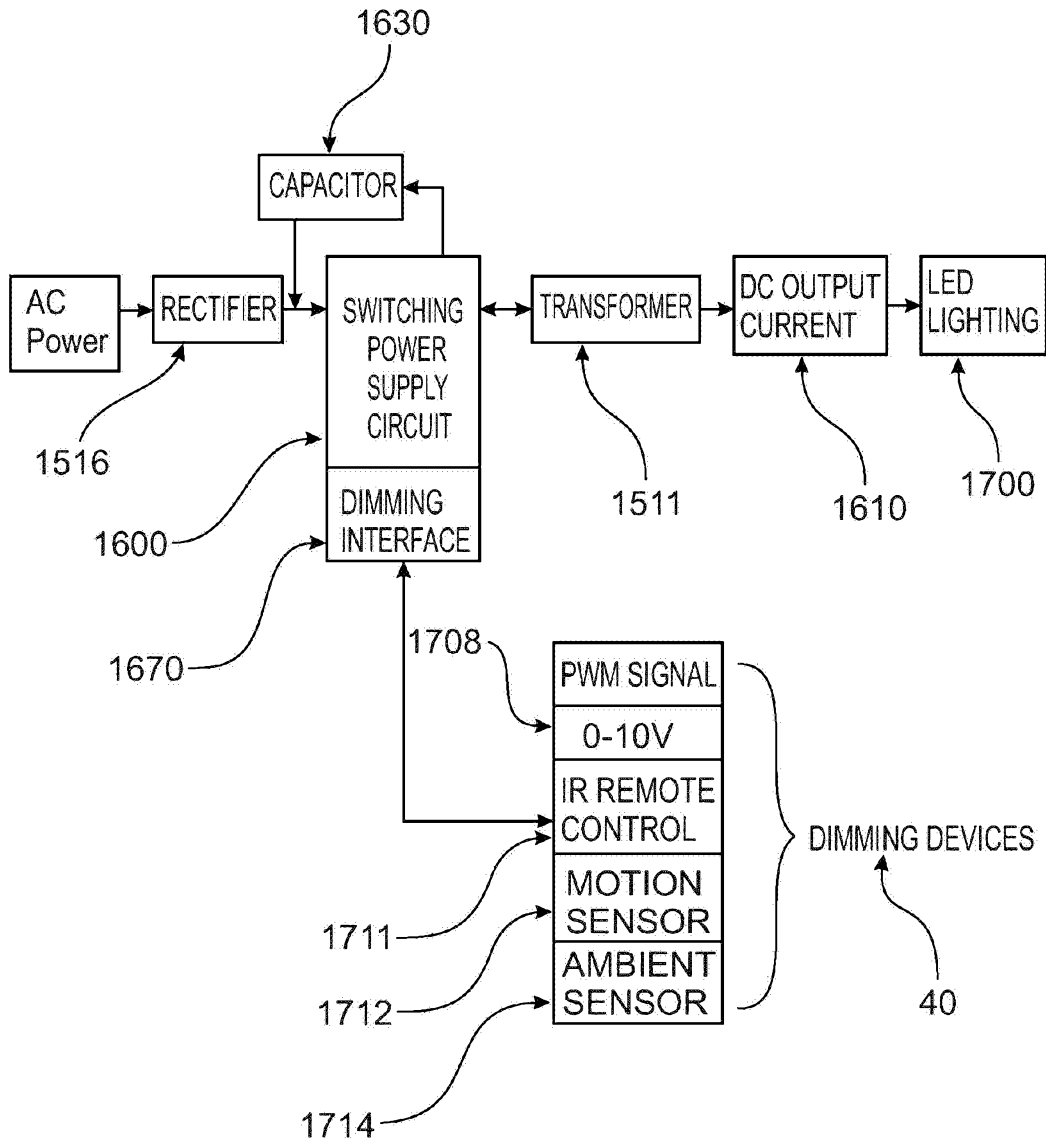 1630
CAPACITOR
AC
Power
RECTIFIER
SWITCHING
POWER
SUPPLY
CIRCUIT
TRANSFORMER
DC OUTPUT
CURRENT
LED
LIGHTING
1516
1600
DIMMING
INTERFACE
1511
1610
1700
1670
1708
PWM SIGNAL
0-10V
IR REMOTE
CONTROL
MOTION
SENSOR
AMBIENT
SENSOR
DIMMING DEVICES
1711
1712
40
1714